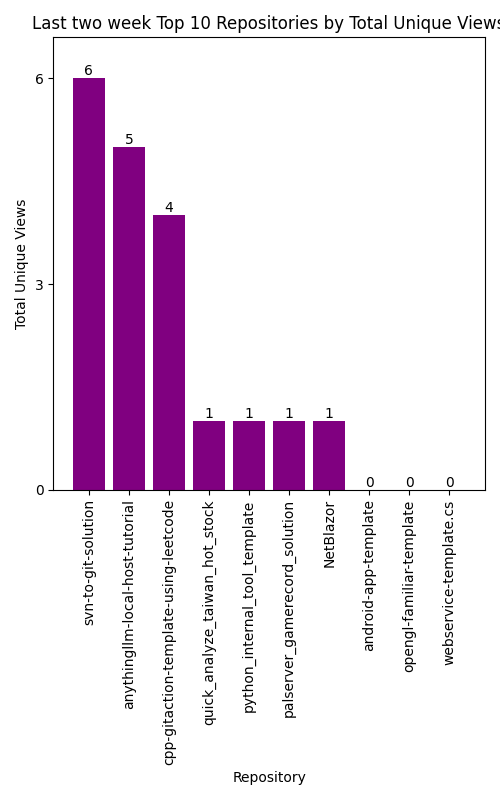 Last two week Top 10 Repositories by Total Unique Views
Total Unique Views
6
3
0
6
5
4
1
1
1
1
0
0
0
svn-to-git-solution
anythingllm-local-host-tutorial
cpp-gitaction-template-using-leetcode
quick_analyze_taiwan_hot_stock
python_internal_tool_template
palserver_gamerecord_solution
NetBlazor
android-app-template
opengl-familiar-template
webservice-template.cs
Repository